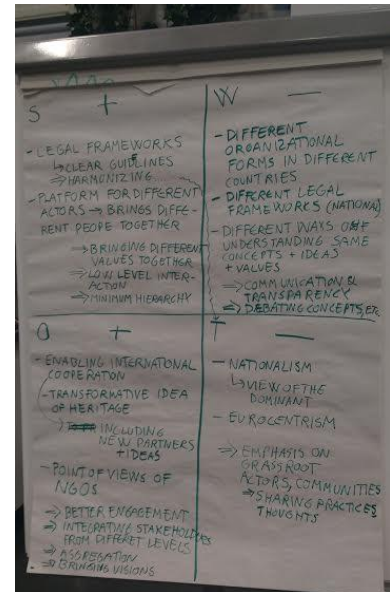 S +
- LEGAL FRAMEWORKS
↳ CLEAR GUIDELINES
⇒ HARMONIZING
- PLATFORM FOR DIFFERENT
ACTORS → BRINGS DIFFE-
RENT PEOPLE TOGETHER
⇒ BRINGING DIFFERENT
VALUES TOGETHER
⇒ LOW LEVEL INTER-
ACTION
⇒ MINIMUM HIERARCHY
W —
- DIFFERENT
ORGANIZATIONAL
FORMS IN DIFFERENT
COUNTRIES
- DIFFERENT LEGAL
FRAMEWORKS (NATIONAL)
- DIFFERENT WAYS OF
UNDERSTANDING SAME
CONCEPTS + IDEAS
+ VALUES
⇒ COMMUNICATION &
TRANSPARENCY
⇒ DEBATING CONCEPTS, ETC.
O +
- ENABLING INTERNATIONAL
COOPERATION
- TRANSFORMATIVE IDEA
OF HERITAGE
⇒ INCLUDING
NEW PARTNERS
+ IDEAS
- POINT OF VIEWS OF
NGOS
⇒ BETTER ENGAGEMENT
⇒ INTEGRATING STAKEHOLDERS
FROM DIFFERENT LEVELS
⇒
⇒ BRINGING VISIONS
T —
- NATIONALISM
↳ VIEW OF THE
DOMINANT
- EUROCENTRISM
⇒ EMPHASIS ON
GRASSROOT
ACTORS, COMMUNITIES
⇒ SHARING PRACTICES
THOUGHTS